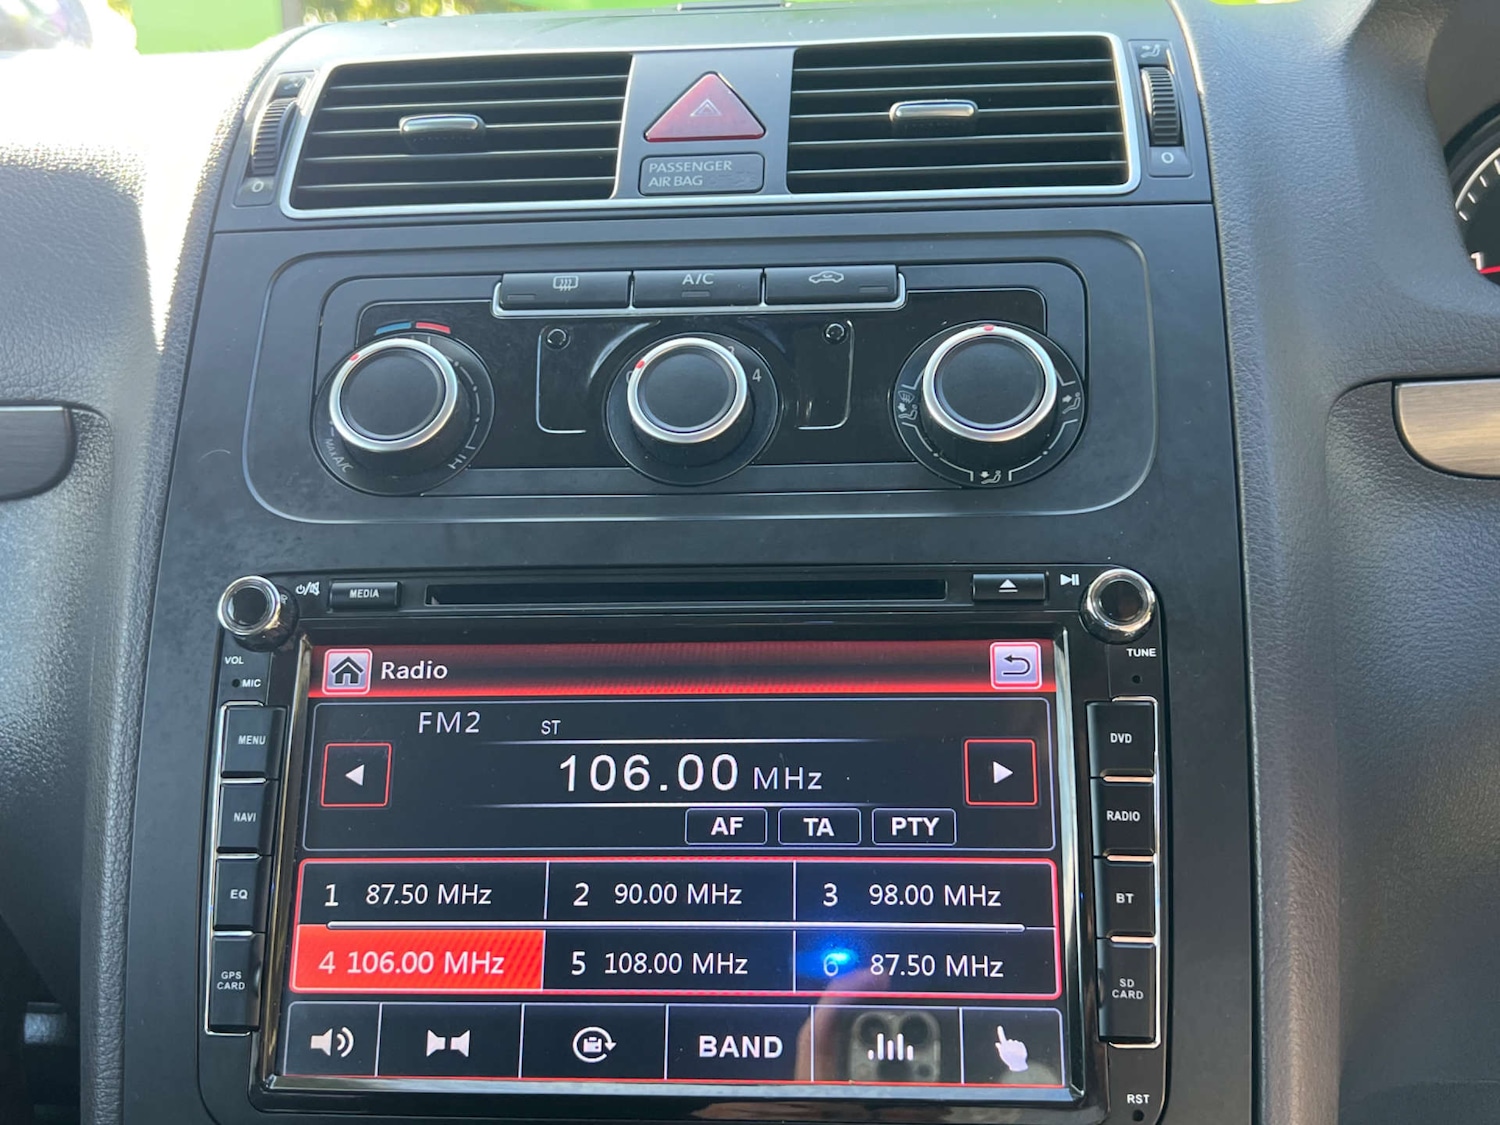 PASSENGER
AIR BAG
A/C
4
MAX A/C
HI
MEDIA
VOL
MIC
TUNE
Radio
MENU
NAVI
EQ
GPS
CARD
DVD
RADIO
BT
SD
CARD
RST
FM2 ST
106.00 MHz
AF TA PTY
1 87.50 MHz 2 90.00 MHz 3 98.00 MHz
4 106.00 MHz 5 108.00 MHz 6 87.50 MHz
BAND